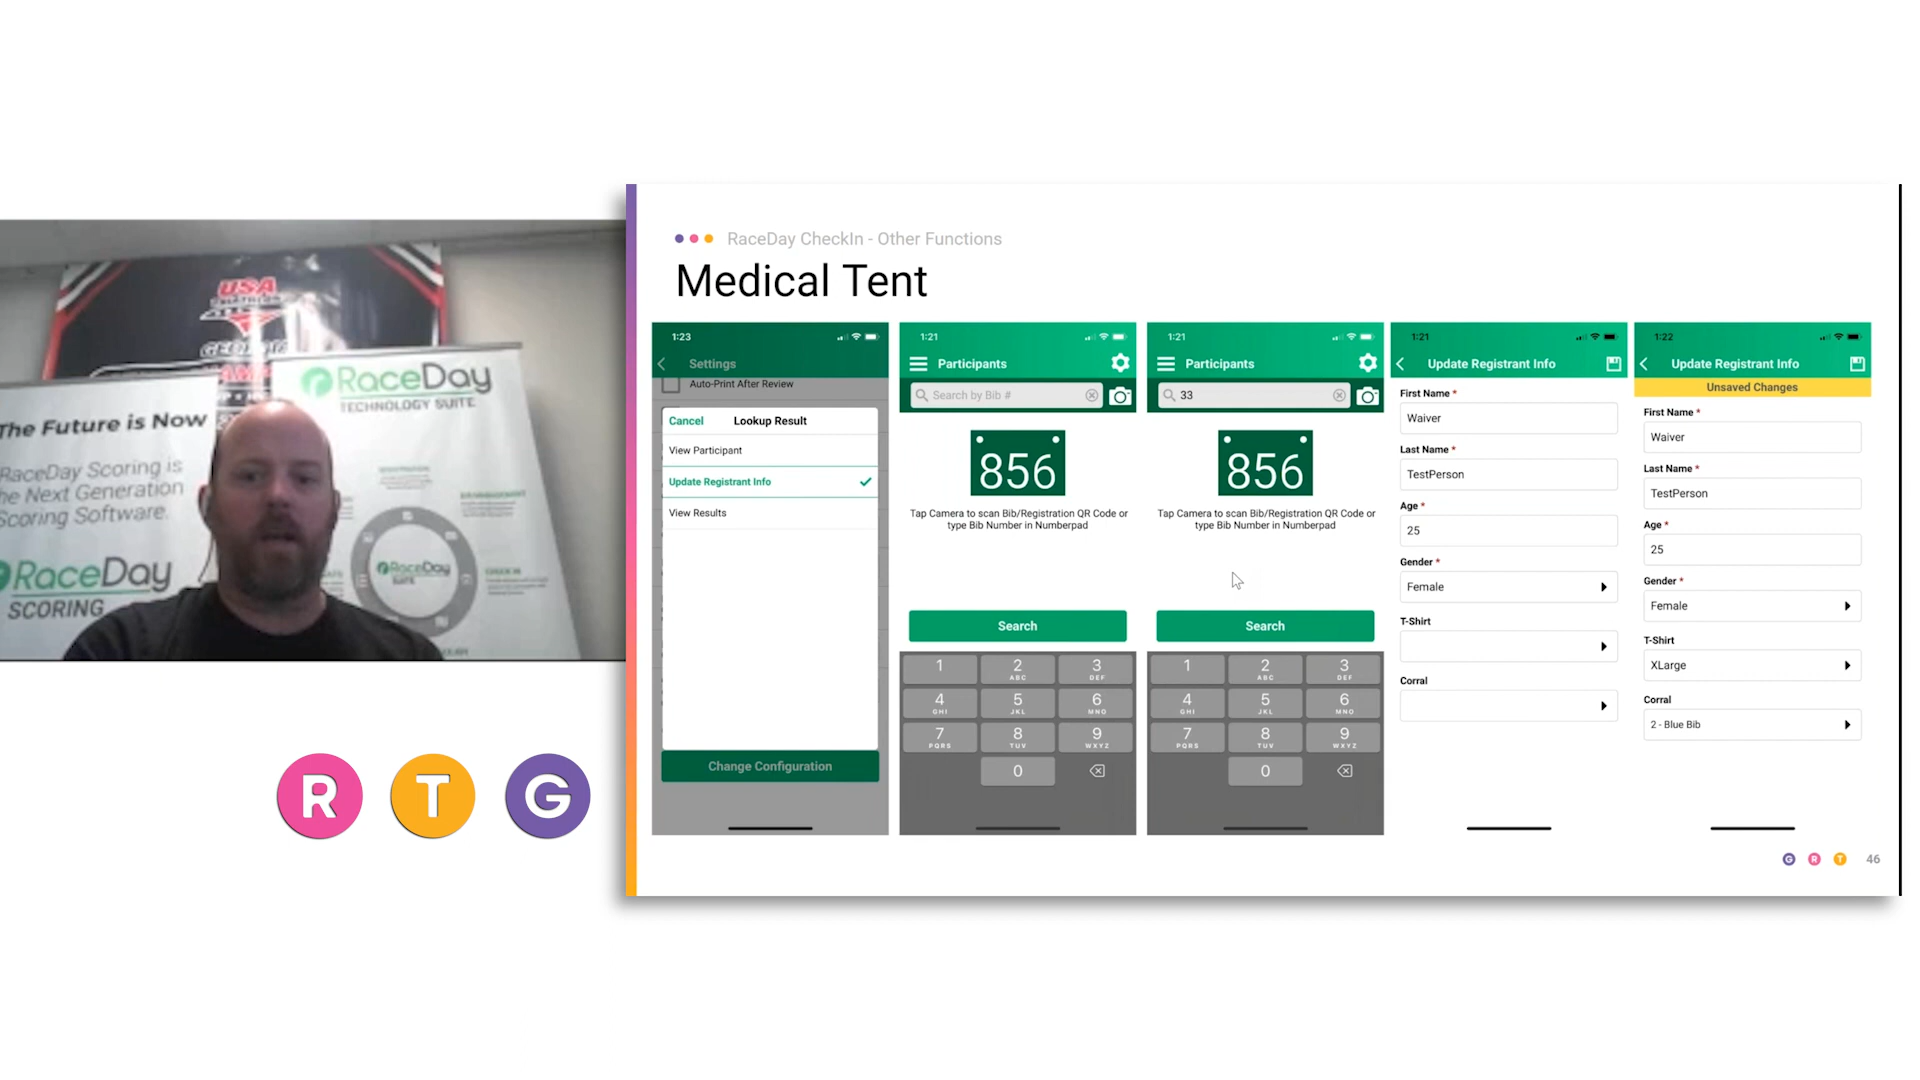 USA
GEORGIA
The Future is Now
RaceDay Scoring is
the Next Generation
Scoring Software.
RaceDay
SCORING
RaceDay
TECHNOLOGY SUITE
RaceDay
R T G
RaceDay CheckIn - Other Functions
Medical Tent
1:23
Settings
Auto-Print After Review
Cancel Lookup Result
View Participant
Update Registrant Info
View Results
Change Configuration
1:21
Participants
Search by Bib #
856
Tap Camera to scan Bib/Registration QR Code or
type Bib Number in Numberpad
Search
1 2 3
ABC DEF
4 5 6
GHI JKL MNO
7 8 9
PQRS TUV WXYZ
0
1:21
Participants
33
856
Tap Camera to scan Bib/Registration QR Code or
type Bib Number in Numberpad
Search
1 2 3
ABC DEF
4 5 6
GHI JKL MNO
7 8 9
PQRS TUV WXYZ
0
1:21
Update Registrant Info
First Name *
Waiver
Last Name *
TestPerson
Age *
25
Gender *
Female
T-Shirt
Corral
1:22
Update Registrant Info
Unsaved Changes
First Name *
Waiver
Last Name *
TestPerson
Age *
25
Gender *
Female
T-Shirt
XLarge
Corral
2 - Blue Bib
G R T 46